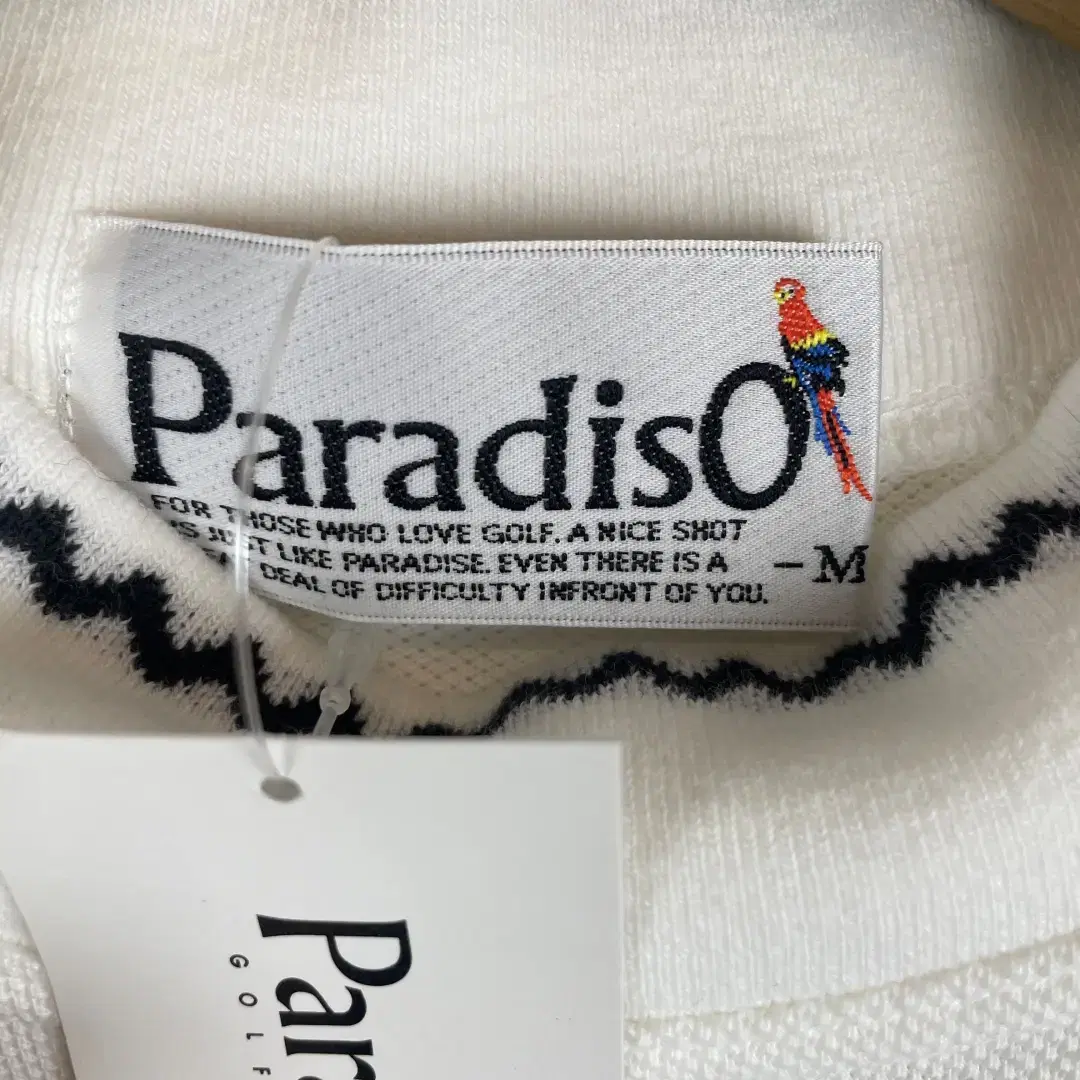 ParadisO
FOR THOSE WHO LOVE GOLF. A NICE SHOT
IS JUST LIKE PARADISE. EVEN THERE IS A
DEAL OF DIFFICULTY INFRONT OF YOU.
- M
Par
GOLF